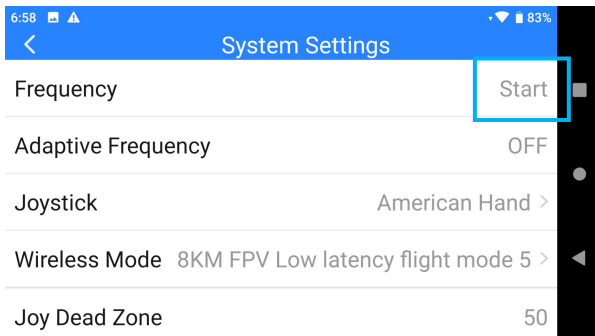 6:58 83%
System Settings
Frequency Start
Adaptive Frequency OFF
Joystick American Hand
Wireless Mode 8KM FPV Low latency flight mode 5
Joy Dead Zone 50